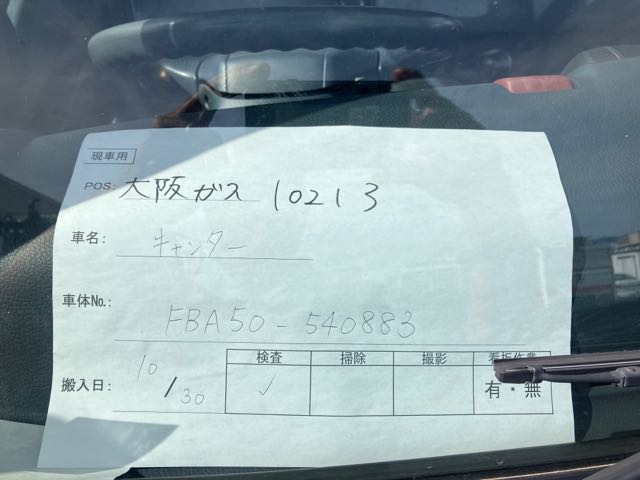 現車用
POS: 大阪ガス 10213
車名: キャンター
車体No.: FBA50-540883
検査 掃除 撮影
搬入日: 10/30 ✓ 有・無